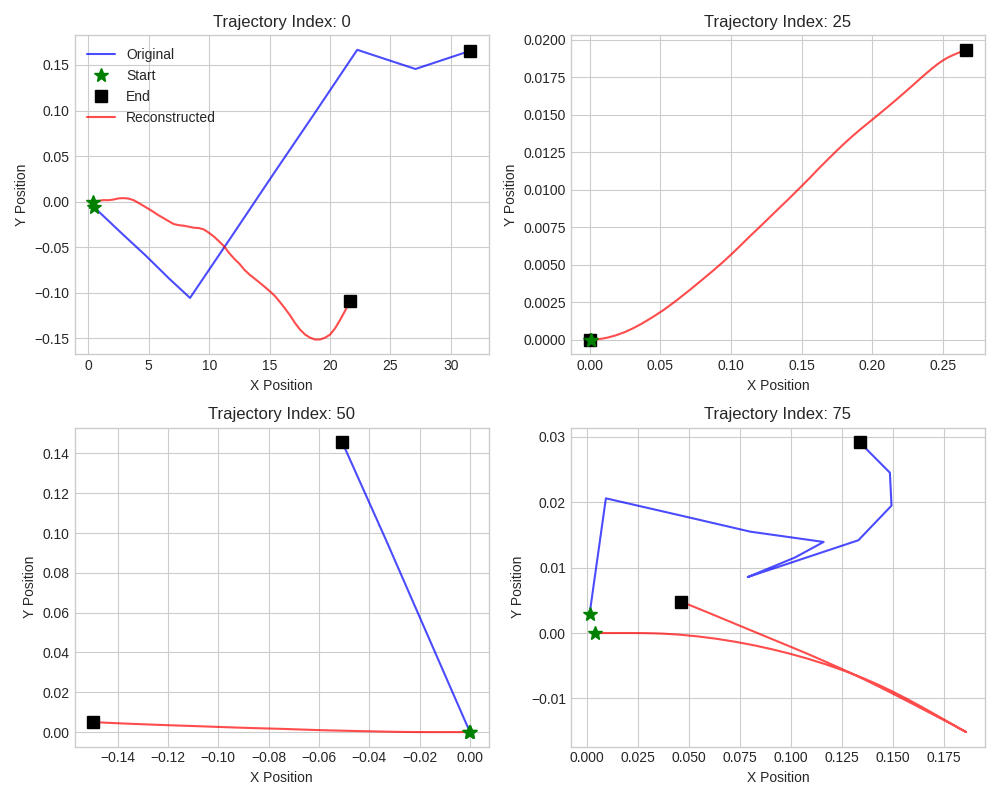 Trajectory Index: 0
Original
Start
End
Reconstructed
0.15
0.10
0.05
0.00
−0.05
−0.10
−0.15
Y Position
0 5 10 15 20 25 30
X Position
Trajectory Index: 25
0.0200
0.0175
0.0150
0.0125
0.0100
0.0075
0.0050
0.0025
0.0000
Y Position
0.00 0.05 0.10 0.15 0.20 0.25
X Position
Trajectory Index: 50
0.14
0.12
0.10
0.08
0.06
0.04
0.02
0.00
Y Position
−0.14 −0.12 −0.10 −0.08 −0.06 −0.04 −0.02 0.00
X Position
Trajectory Index: 75
0.03
0.02
0.01
0.00
−0.01
Y Position
0.000 0.025 0.050 0.075 0.100 0.125 0.150 0.175
X Position